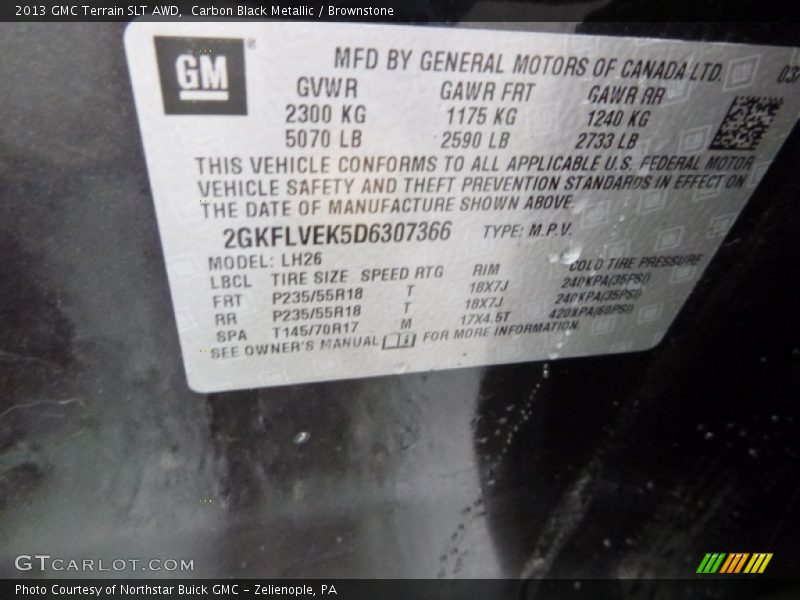 2013 GMC Terrain SLT AWD,  Carbon Black Metallic / Brownstone
GM
MFD BY GENERAL MOTORS OF CANADA LTD.
GVWR GAWR FRT GAWR RR
2300 KG 1175 KG 1240 KG
5070 LB 2590 LB 2733 LB
THIS VEHICLE CONFORMS TO ALL APPLICABLE U.S. FEDERAL MOTOR
VEHICLE SAFETY AND THEFT PREVENTION STANDARDS IN EFFECT ON
THE DATE OF MANUFACTURE SHOWN ABOVE.
2GKFLVEK5D6307366 TYPE: M.P.V.
MODEL: LH26
LBCL TIRE SIZE SPEED RTG RIM COLD TIRE PRESSURE
FRT P235/55R18 T 18X7J 240KPA(35PSI)
RR P235/55R18 T 18X7J 240KPA(35PSI)
SPA T145/70R17 M 17X4.5T 420KPA(60PSI)
SEE OWNER'S MANUAL FOR MORE INFORMATION.
GTCARLOT.COM
Photo Courtesy of Northstar Buick GMC - Zelienople, PA